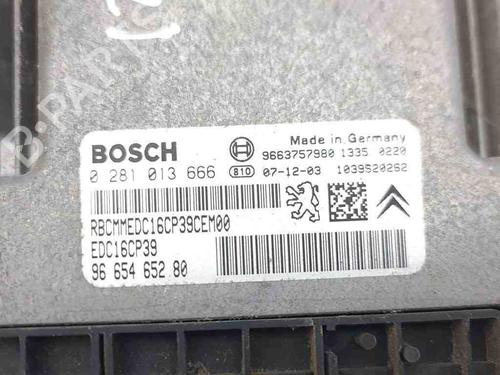 Made in Germany
BOSCH
9663757980 1335 0220
0 281 013 666
810
07-12-03
1039S20262
RBCMMEDC16CP39CEM00
EDC16CP39
96 654 652 80